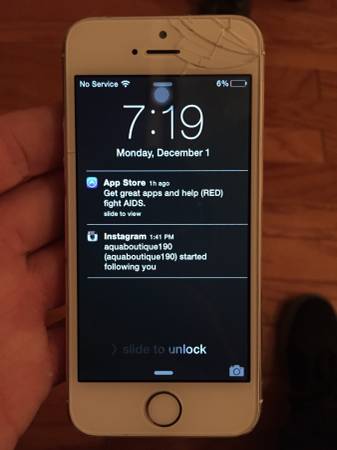 No Service 6%
7:19
Monday, December 1
App Store 1h ago
Get great apps and help (RED)
fight AIDS.
slide to view
Instagram 1:41 PM
aquaboutique190
(aquaboutique190) started
following you
slide to unlock